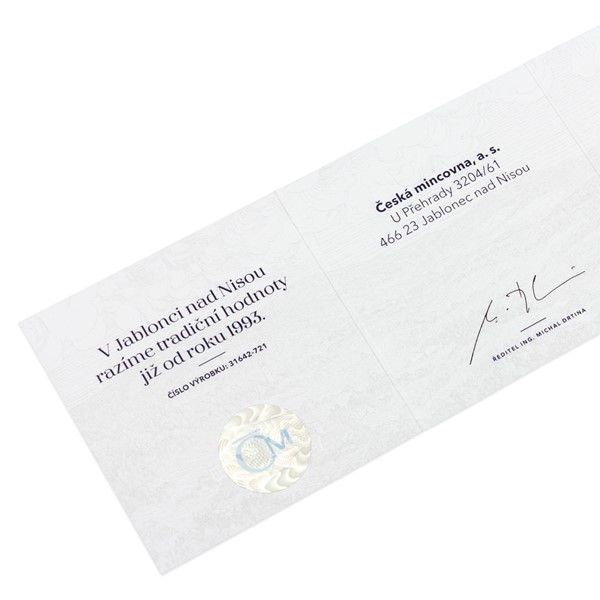 V Jablonci nad Nisou
razíme tradiční hodnoty
již od roku 1993.
ČÍSLO VÝROBKU: 31642-721
ČM
Česká mincovna, a. s.
U Přehrady 3204/61
466 23 Jablonec nad Nisou
ŘEDITEL ING. MICHAL DRTINA